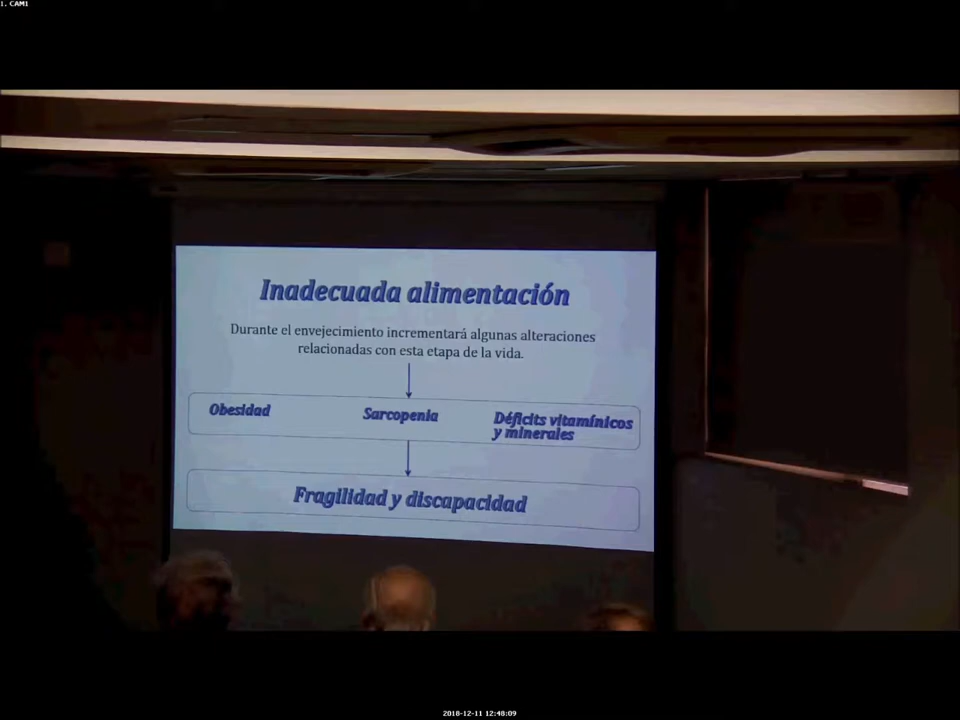 1. CAM1
Inadecuada alimentación
Durante el envejecimiento incrementará algunas alteraciones
relacionadas con esta etapa de la vida.
Obesidad
Sarcopenia
Déficits vitamínicos
y minerales
Fragilidad y discapacidad
2018-12-11 12:48:09